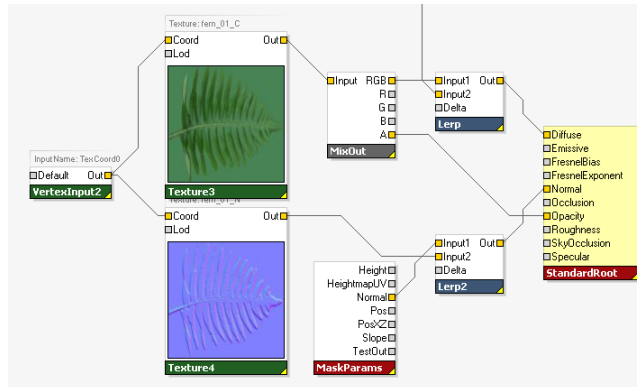 Texture: fern_01_C
Coord Out
Lod
Texture3
InputName: TexCoord0
Default Out
VertexInput2
Texture: fern_01_N
Coord Out
Lod
Texture4
Input RGB
R
G
B
A
MixOut
Input1 Out
Input2
Delta
Lerp
Height
HeightmapUV
Normal
Pos
PosXZ
Slope
TestOut
MaskParams
Input1 Out
Input2
Delta
Lerp2
Diffuse
Emissive
FresnelBias
FresnelExponent
Normal
Occlusion
Opacity
Roughness
SkyOcclusion
Specular
StandardRoot